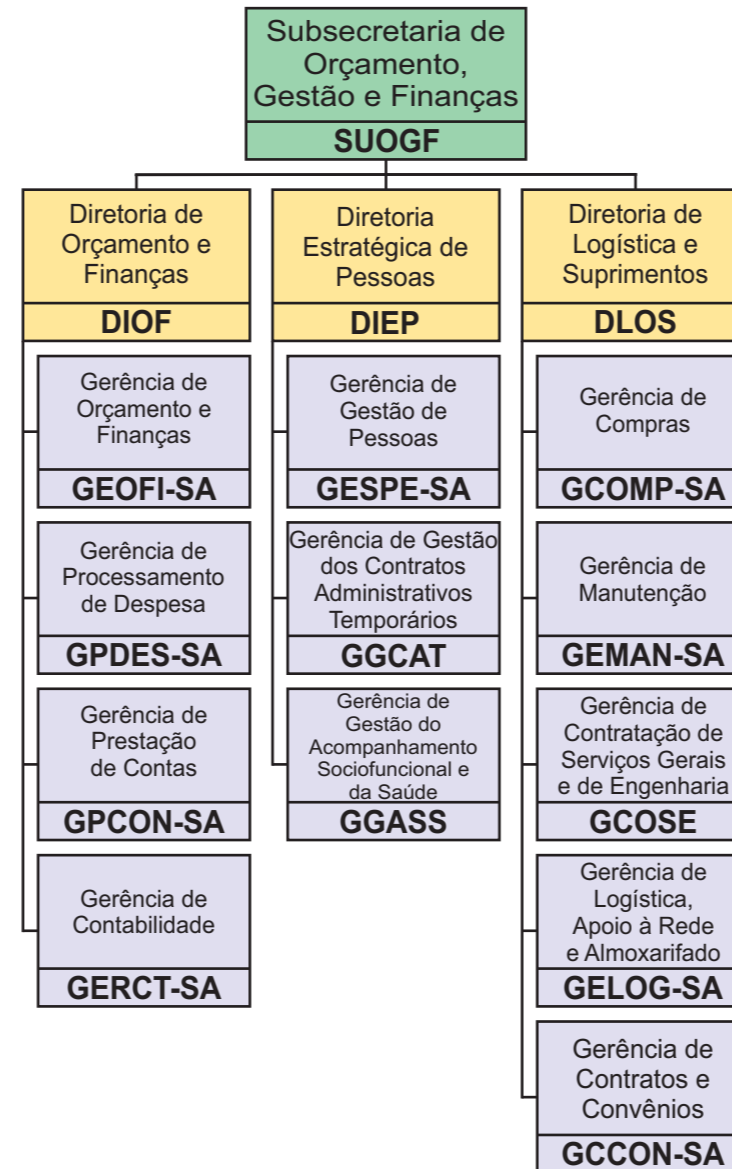 Subsecretaria de
Orçamento,
Gestão e Finanças
SUOGF
Diretoria de
Orçamento e
Finanças
DIOF
Gerência de
Orçamento e
Finanças
GEOFI-SA
Gerência de
Processamento
de Despesa
GPDES-SA
Gerência de
Prestação
de Contas
GPCON-SA
Gerência de
Contabilidade
GERCT-SA
Diretoria
Estratégica de
Pessoas
DIEP
Gerência de
Gestão de
Pessoas
GESPE-SA
Gerência de Gestão
dos Contratos
Administrativos
Temporários
GGCAT
Gerência de
Gestão do
Acompanhamento
Sociofuncional e
da Saúde
GGASS
Diretoria de
Logística e
Suprimentos
DLOS
Gerência de
Compras
GCOMP-SA
Gerência de
Manutenção
GEMAN-SA
Gerência de
Contratação de
Serviços Gerais
e de Engenharia
GCOSE
Gerência de
Logística,
Apoio à Rede
e Almoxarifado
GELOG-SA
Gerência de
Contratos e
Convênios
GCCON-SA